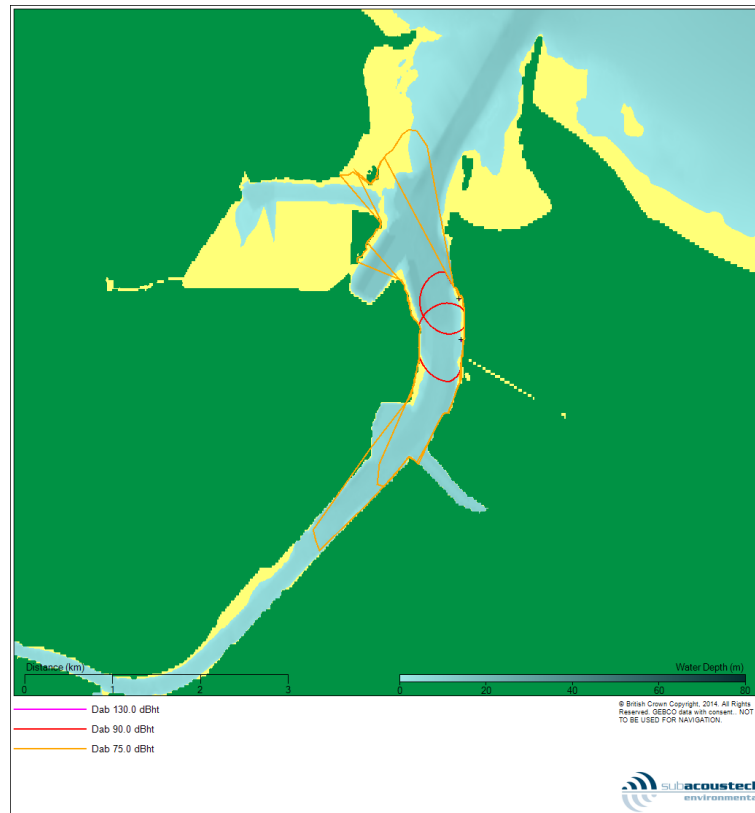 Distance (km)
0 1 2 3
Water Depth (m)
0 20 40 60 80
Dab 130.0 dBht
Dab 90.0 dBht
Dab 75.0 dBht
© British Crown Copyright, 2014. All Rights
Reserved. GEBCO data with consent.. NOT
TO BE USED FOR NAVIGATION.
subacoustech
environmenta